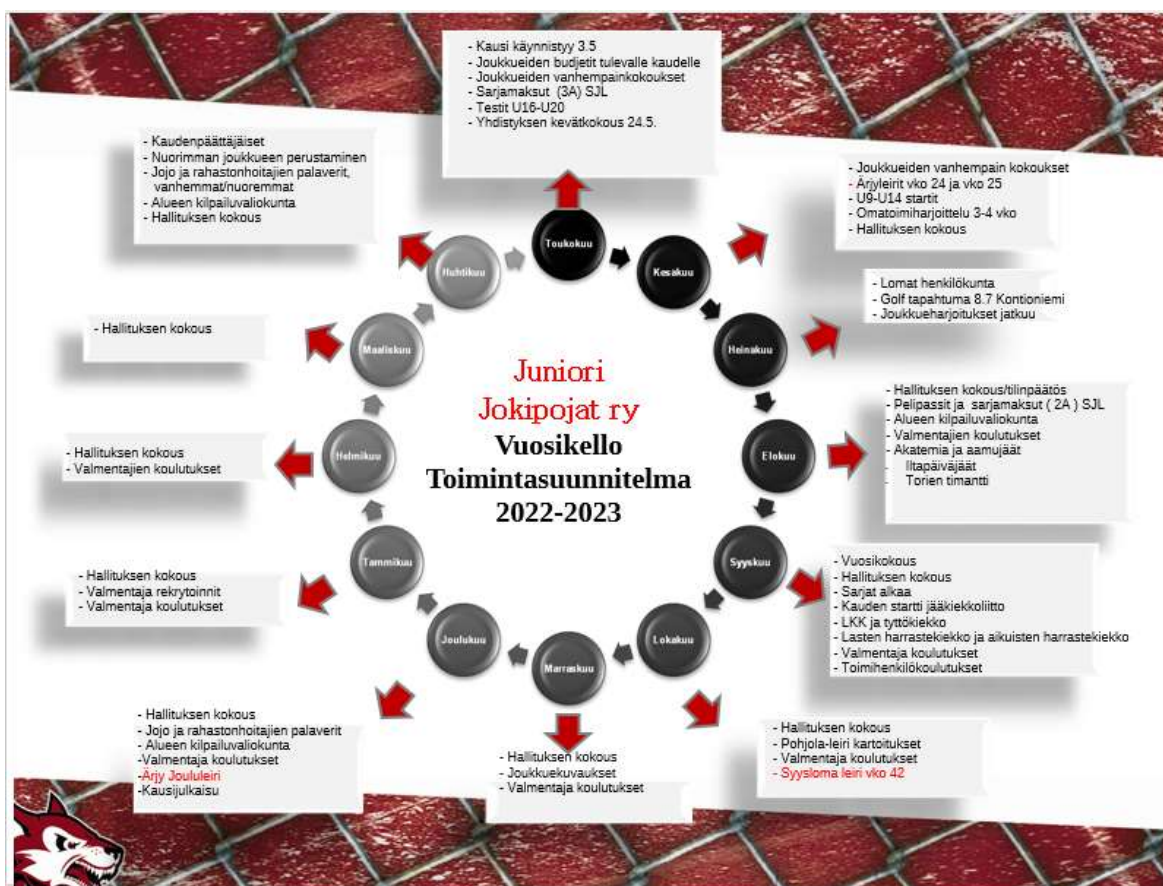 - Kausi käynnistyy 3.5
- Joukkueiden budjetit tulevalle kaudelle
- Joukkueiden vanhempainkokoukset
- Sarjamaksut (3A) SJL
- Testit U16-U20
- Yhdistyksen kevätkokous 24.5.
- Kaudenpäättäjäiset
- Nuorimman joukkueen perustaminen
- Jojo ja rahastonhoitajien palaverit,
vanhemmat/nuoremmat
- Alueen kilpailuvaliokunta
- Hallituksen kokous
- Joukkueiden vanhempain kokoukset
- Ärjyleirit vko 24 ja vko 25
- U9-U14 startit
- Omatoimiharjoittelu 3-4 vko
- Hallituksen kokous
Toukokuu
Huhtikuu
Kesäkuu
- Lomat henkilökunta
- Golf tapahtuma 8.7 Kontioniemi
- Joukkueharjoitukset jatkuu
- Hallituksen kokous
Maaliskuu
Heinäkuu
Juniori
Jokipojat ry
Vuosikello
Toimintasuunnitelma
2022-2023
- Hallituksen kokous/tilinpäätös
- Pelipassit ja sarjamaksut ( 2A ) SJL
- Alueen kilpailuvaliokunta
- Valmentajien koulutukset
- Akatemia ja aamujäät
- Iltapäiväjäät
- Torien timantti
- Hallituksen kokous
- Valmentajien koulutukset
Helmikuu
Elokuu
- Hallituksen kokous
- Valmentaja rekrytoinnit
- Valmentaja koulutukset
Tammikuu
Syyskuu
- Vuosikokous
- Hallituksen kokous
- Sarjat alkaa
- Kauden startti jääkiekkoliitto
- LKK ja tyttökiekko
- Lasten harrastekiekko ja aikuisten harrastekiekko
- Valmentaja koulutukset
- Toimihenkilökoulutukset
Joulukuu
Marraskuu
Lokakuu
- Hallituksen kokous
- Jojo ja rahastonhoitajien palaverit
- Alueen kilpailuvaliokunta
-Valmentaja koulutukset
-Ärjy Joululeiri
-Kausijulkaisu
- Hallituksen kokous
- Joukkuekuvaukset
- Valmentaja koulutukset
- Hallituksen kokous
- Pohjola-leiri kartoitukset
- Valmentaja koulutukset
- Syysloma leiri vko 42